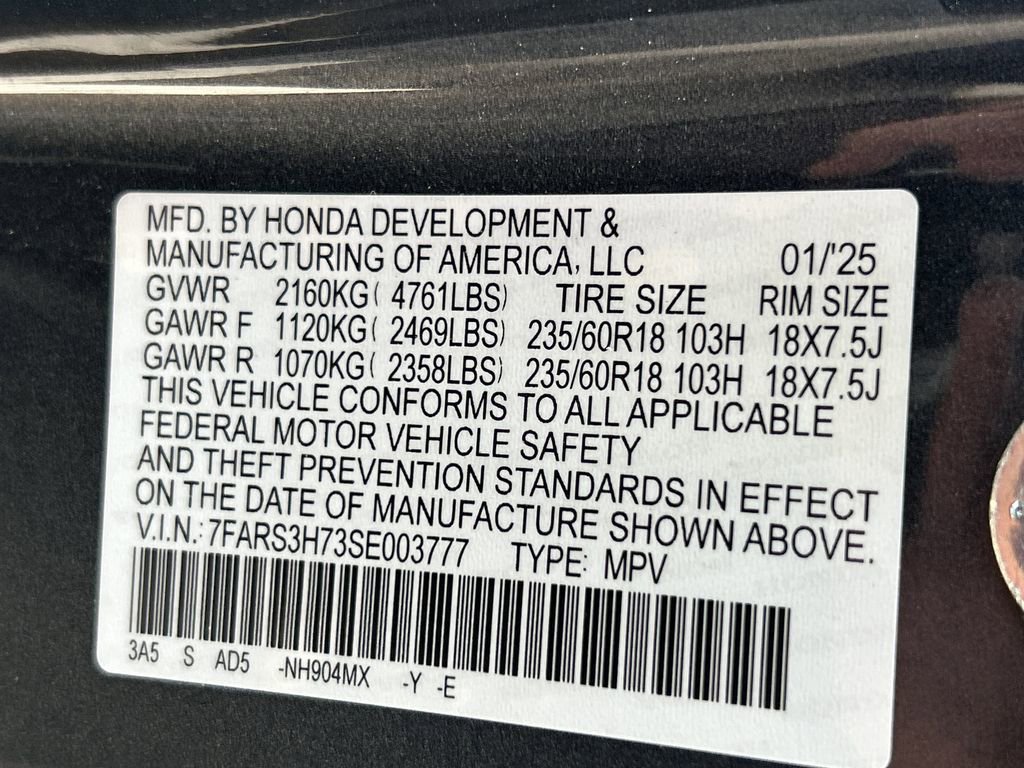 MFD. BY HONDA DEVELOPMENT &
MANUFACTURING OF AMERICA, LLC 01/'25
GVWR 2160KG( 4761LBS) TIRE SIZE RIM SIZE
GAWR F 1120KG( 2469LBS) 235/60R18 103H 18X7.5J
GAWR R 1070KG( 2358LBS) 235/60R18 103H 18X7.5J
THIS VEHICLE CONFORMS TO ALL APPLICABLE
FEDERAL MOTOR VEHICLE SAFETY
AND THEFT PREVENTION STANDARDS IN EFFECT
ON THE DATE OF MANUFACTURE SHOWN ABOVE.
V.I.N.: 7FARS3H73SE003777 TYPE: MPV
3A5 S AD5 -NH904MX -Y -E